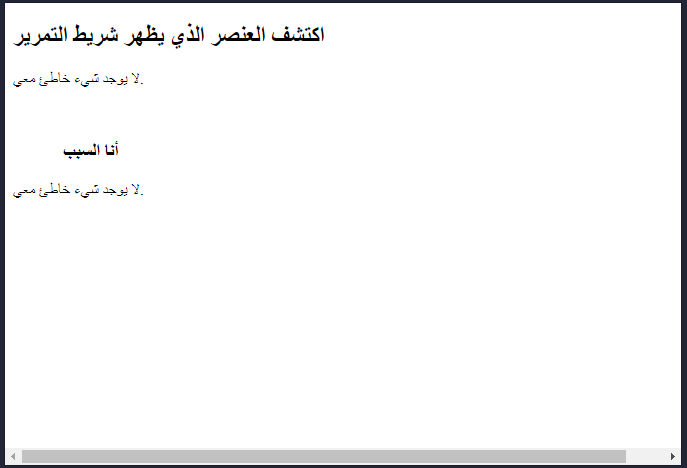 اكتشف العنصر الذي يظهر شريط التمرير
لا يوجد شيء خاطئ معي.
أنا السبب
لا يوجد شيء خاطئ معي.